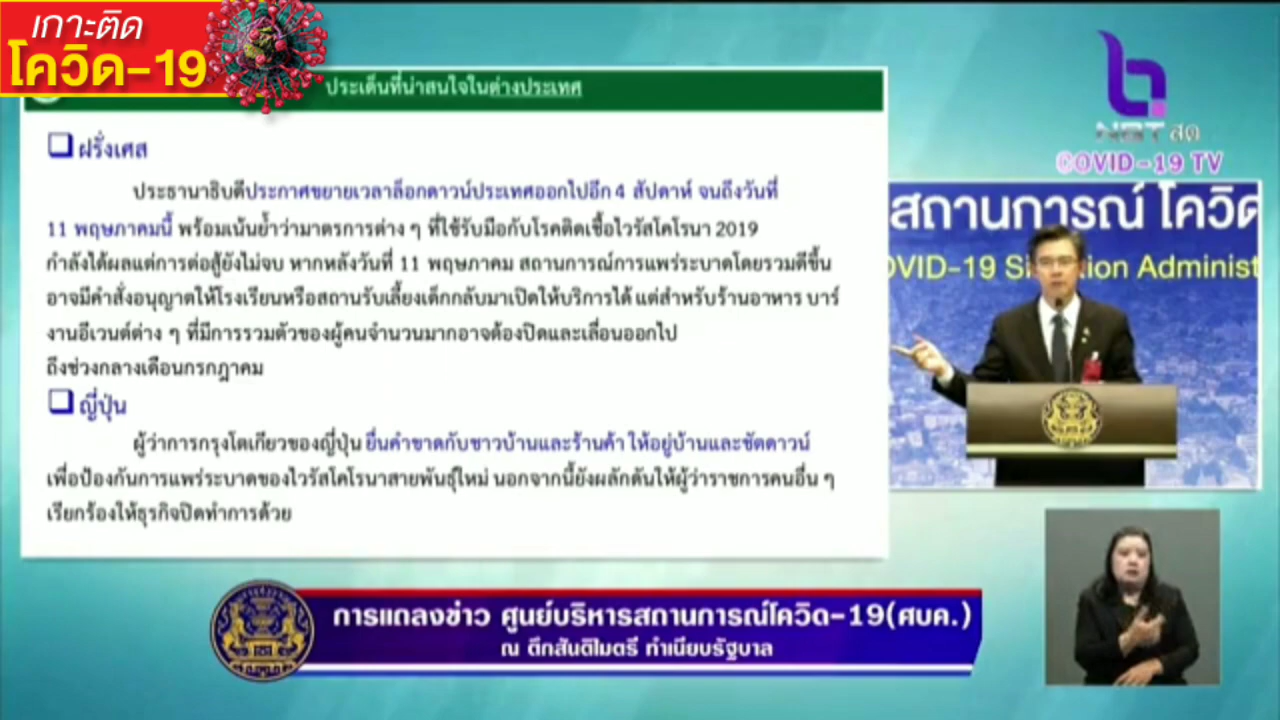 เกาะติด
โควิด-19
ประเด็นที่น่าสนใจในต่างประเทศ
NBT สด
COVID-19 TV
❑ ฝรั่งเศส
ประธานาธิบดีประกาศขยายเวลาล็อกดาวน์ประเทศออกไปอีก 4 สัปดาห์ จนถึงวันที่
11 พฤษภาคมนี้ พร้อมเน้นย้ำว่ามาตรการต่าง ๆ ที่ใช้รับมือกับโรคติดเชื้อไวรัสโคโรนา 2019
กำลังได้ผลแต่การต่อสู้ยังไม่จบ หากหลังวันที่ 11 พฤษภาคม สถานการณ์การแพร่ระบาดโดยรวมดีขึ้น
อาจมีคำสั่งอนุญาตให้โรงเรียนหรือสถานรับเลี้ยงเด็กกลับมาเปิดให้บริการได้ แต่สำหรับร้านอาหาร บาร์
งานอีเวนต์ต่าง ๆ ที่มีการรวมตัวของผู้คนจำนวนมากอาจต้องปิดและเลื่อนออกไป
ถึงช่วงกลางเดือนกรกฎาคม
❑ ญี่ปุ่น
ผู้ว่าการกรุงโตเกียวของญี่ปุ่น ยื่นคำขาดกับชาวบ้านและร้านค้า ให้อยู่บ้านและชัตดาวน์
เพื่อป้องกันการแพร่ระบาดของไวรัสโคโรนาสายพันธุ์ใหม่ นอกจากนี้ยังผลักดันให้ผู้ว่าราชการคนอื่น ๆ
เรียกร้องให้ธุรกิจปิดทำการด้วย
สถานการณ์ โควิด
OVID-19 Si tion Administ
การแถลงข่าว ศูนย์บริหารสถานการณ์โควิด-19(ศบค.)
ณ ตึกสันติไมตรี ทำเนียบรัฐบาล